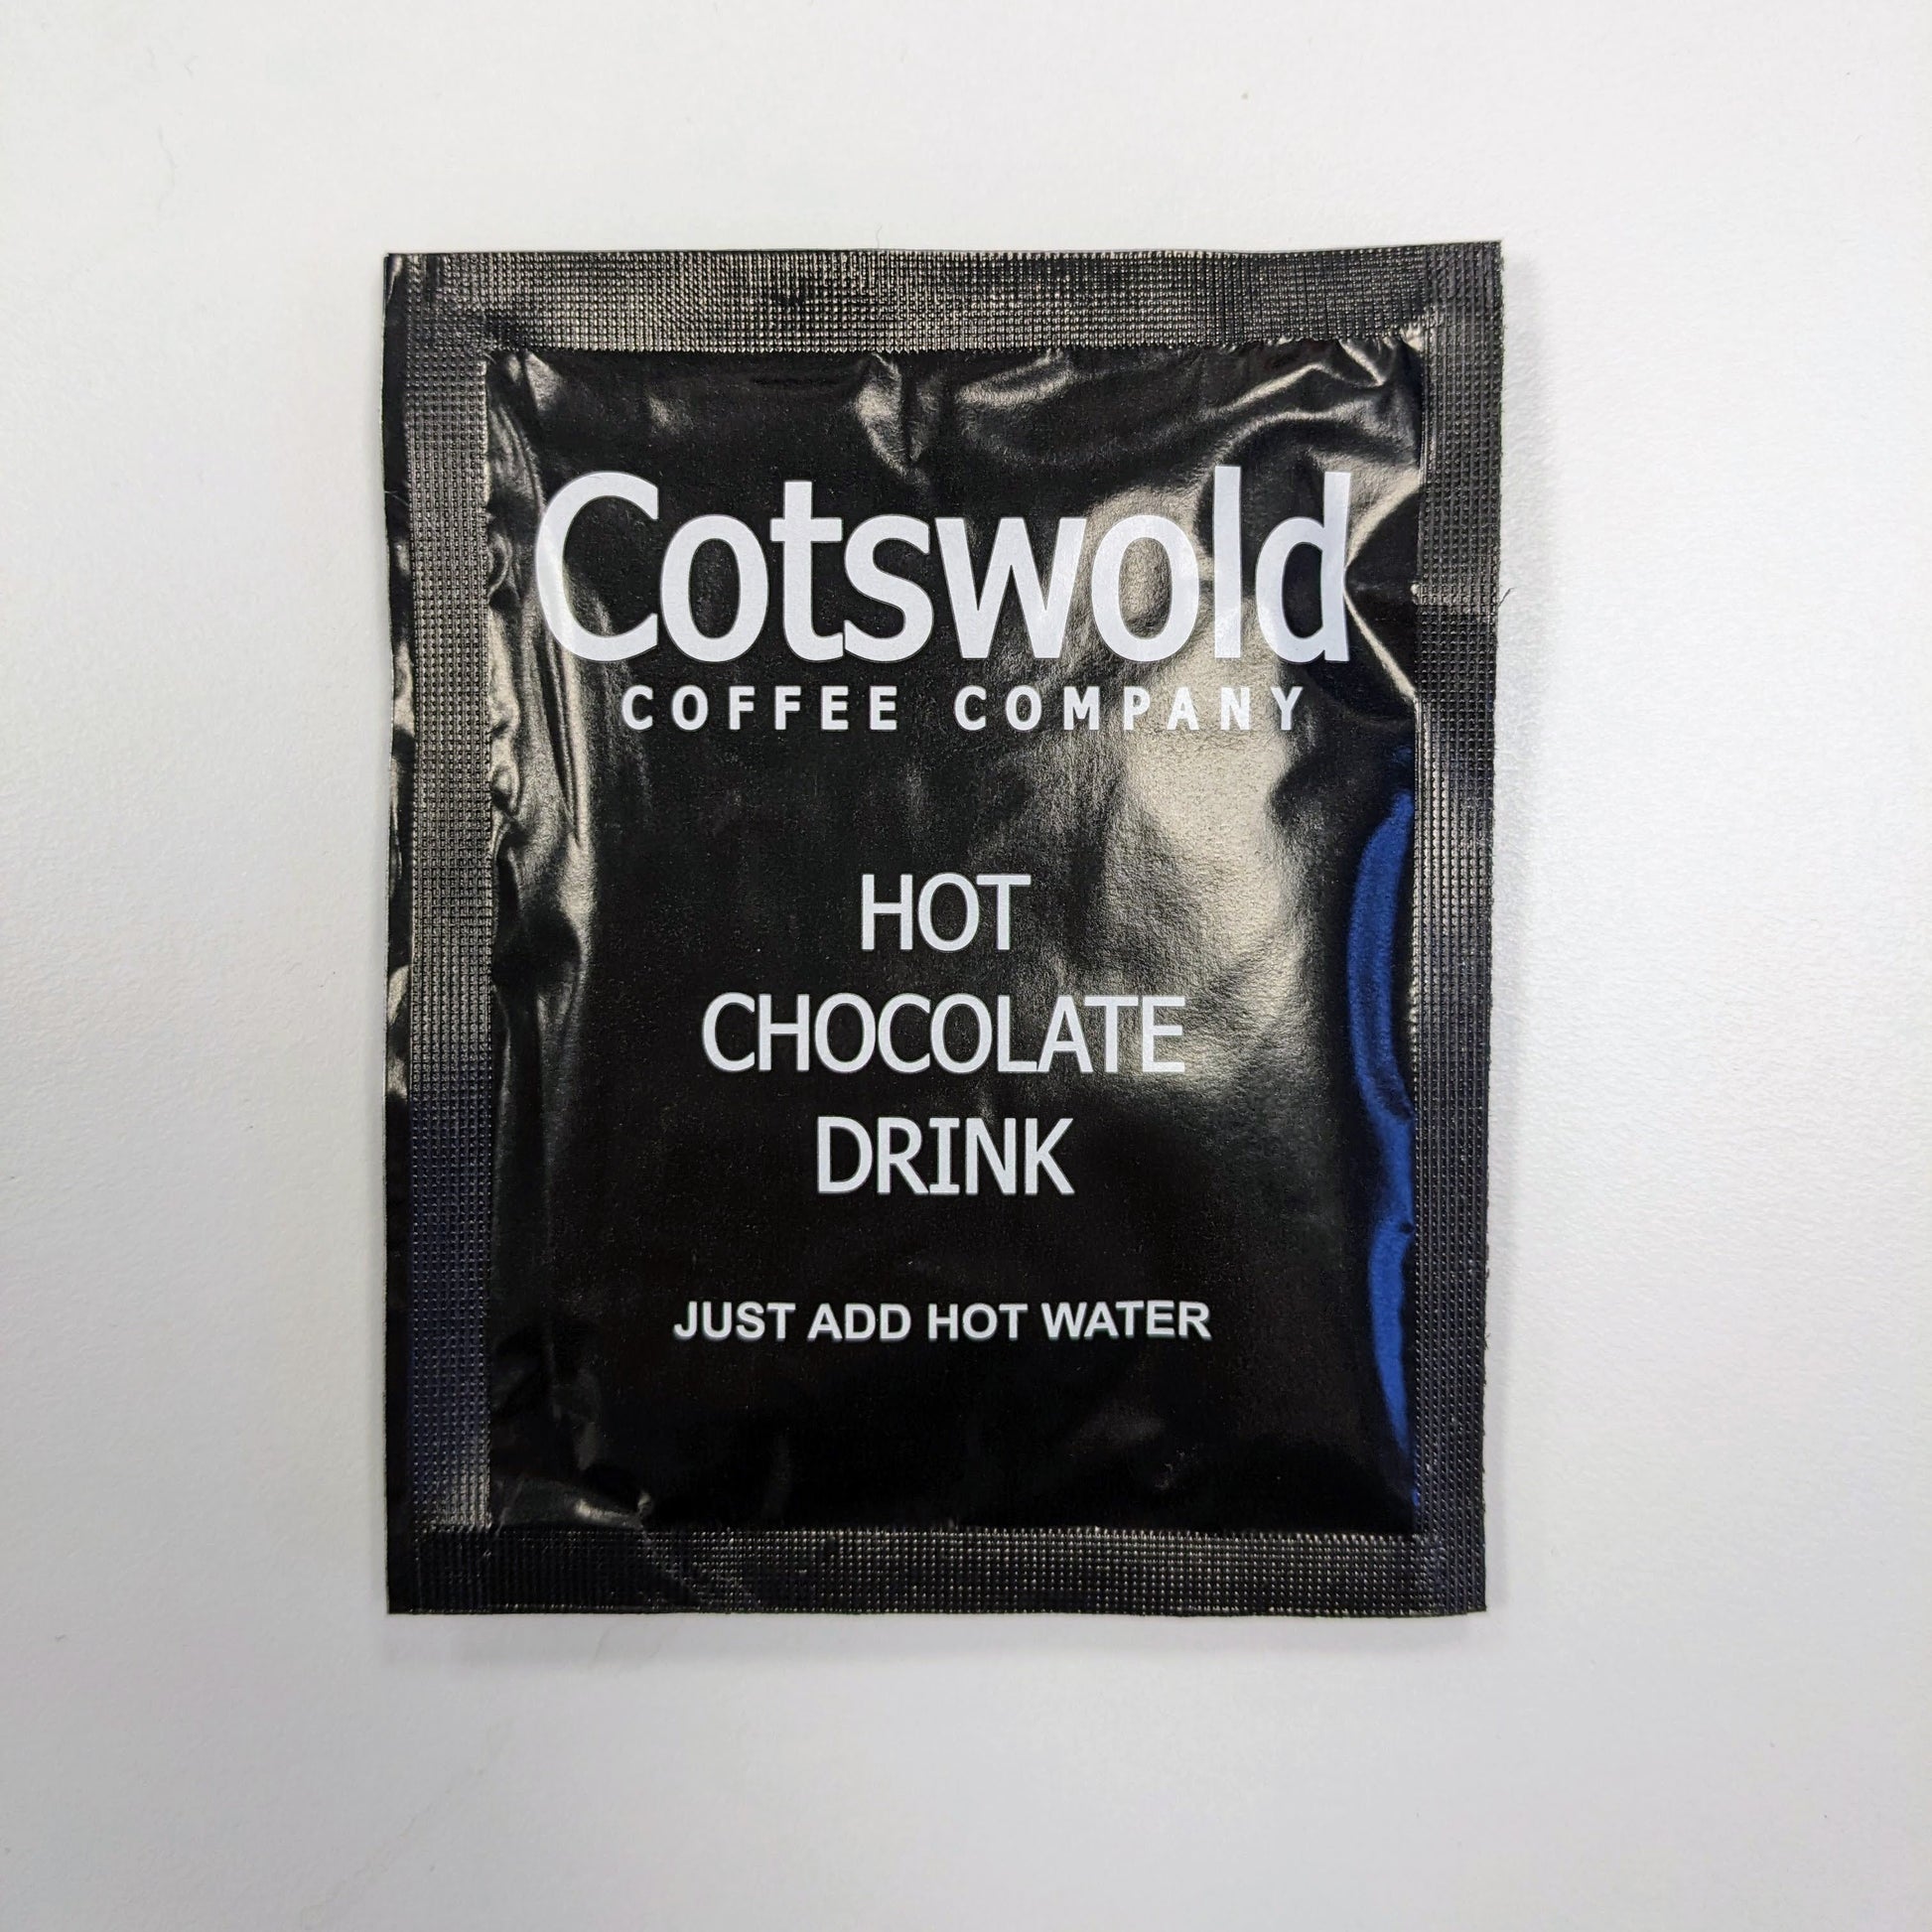 Cotswold
COFFEE COMPANY
HOT
CHOCOLATE
DRINK
JUST ADD HOT WATER